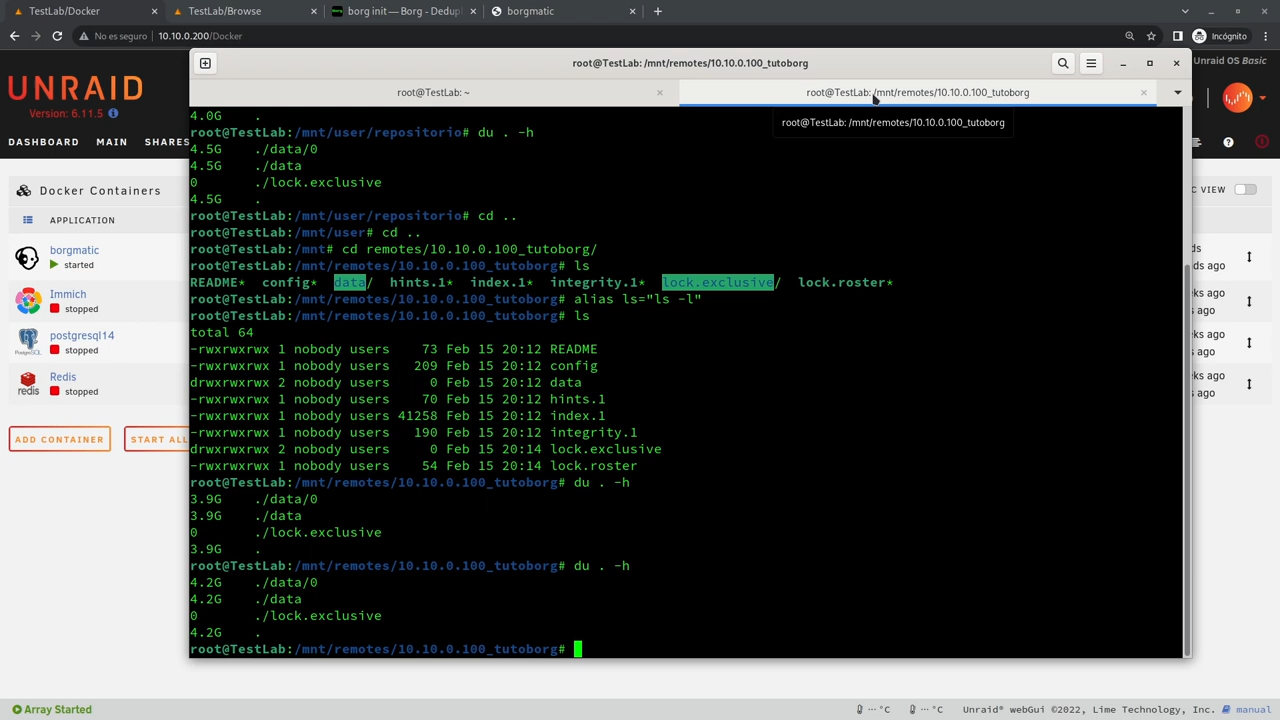 TestLab/Docker
TestLab/Browse
borg init — Borg - Dedupl
borgmatic
No es seguro
10.10.0.200/Docker
Incógnito
root@TestLab: /mnt/remotes/10.10.0.100_tutoborg
root@TestLab: ~
root@TestLab: /mnt/remotes/10.10.0.100_tutoborg
root@TestLab: /mnt/remotes/10.10.0.100_tutoborg
UNRAID
Version: 6.11.5
Unraid OS Basic
DASHBOARD MAIN SHARES
Docker Containers
APPLICATION
borgmatic
started
Immich
stopped
postgresql14
stopped
Redis
stopped
ADD CONTAINER
START ALL
4.0G .
root@TestLab:/mnt/user/repositorio# du . -h
4.5G ./data/0
4.5G ./data
0 ./lock.exclusive
4.5G .
root@TestLab:/mnt/user/repositorio# cd ..
root@TestLab:/mnt/user# cd ..
root@TestLab:/mnt# cd remotes/10.10.0.100_tutoborg/
root@TestLab:/mnt/remotes/10.10.0.100_tutoborg# ls
README* config* data/ hints.1* index.1* integrity.1* lock.exclusive/ lock.roster*
root@TestLab:/mnt/remotes/10.10.0.100_tutoborg# alias ls="ls -l"
root@TestLab:/mnt/remotes/10.10.0.100_tutoborg# ls
total 64
-rwxrwxrwx 1 nobody users 73 Feb 15 20:12 README
-rwxrwxrwx 1 nobody users 209 Feb 15 20:12 config
drwxrwxrwx 2 nobody users 0 Feb 15 20:12 data
-rwxrwxrwx 1 nobody users 70 Feb 15 20:12 hints.1
-rwxrwxrwx 1 nobody users 41258 Feb 15 20:12 index.1
-rwxrwxrwx 1 nobody users 190 Feb 15 20:12 integrity.1
drwxrwxrwx 2 nobody users 0 Feb 15 20:14 lock.exclusive
-rwxrwxrwx 1 nobody users 54 Feb 15 20:14 lock.roster
root@TestLab:/mnt/remotes/10.10.0.100_tutoborg# du . -h
3.9G ./data/0
3.9G ./data
0 ./lock.exclusive
3.9G .
root@TestLab:/mnt/remotes/10.10.0.100_tutoborg# du . -h
4.2G ./data/0
4.2G ./data
0 ./lock.exclusive
4.2G .
root@TestLab:/mnt/remotes/10.10.0.100_tutoborg#
C VIEW
ds
ds ago
eks ago
s ago
eks ago
s ago
eks ago
s ago
Array Started
··· °C
··· °C
Unraid® webGui ©2022, Lime Technology, Inc.
manual